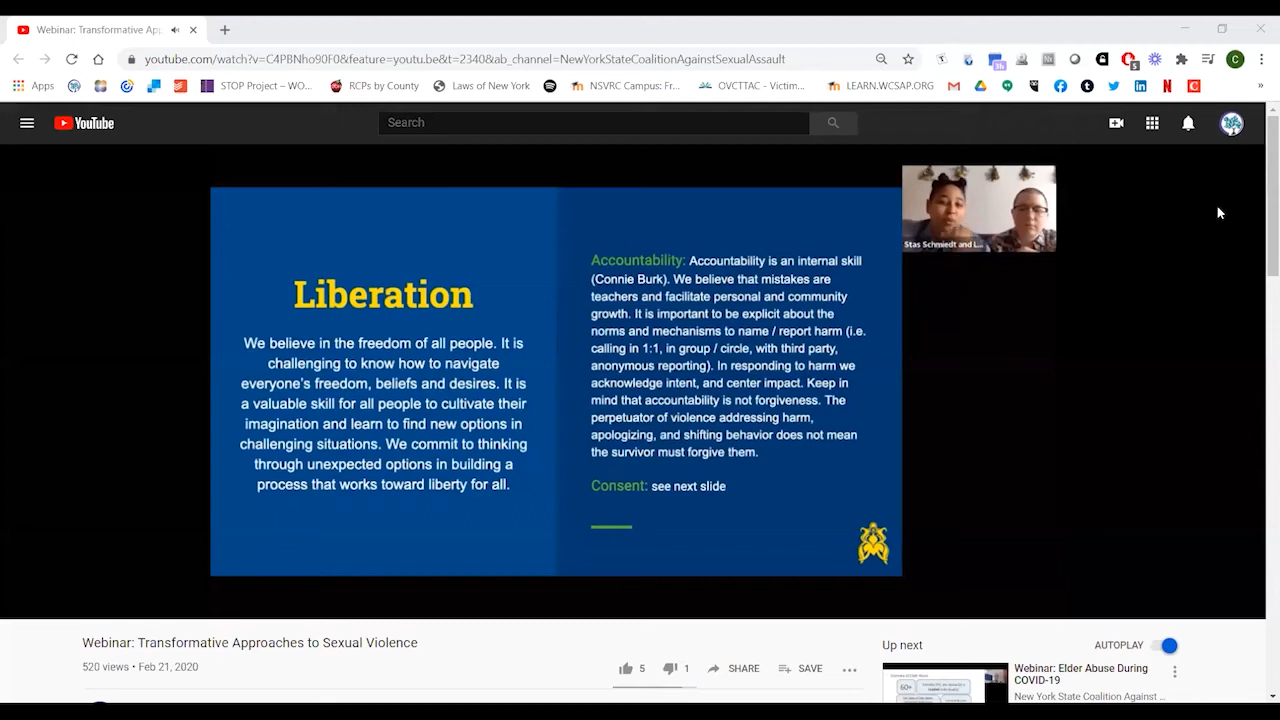 Webinar: Transformative App
youtube.com/watch?v=C4PBNlho90F0&feature=youtube&t=2340&ab_channel=NewYorkStateCoalitionAgainstSexualAssault
Apps
STOP Project – WO...
RCPs by County
Laws of New York
NSVRC Campus: Fr...
OVCTTAC - Victim...
LEARN.WCSAP.ORG
»
YouTube
Search
Stas Schmiedt and L...
Liberation
We believe in the freedom of all people. It is
challenging to know how to navigate
everyone's freedom, beliefs and desires. It is
a valuable skill for all people to cultivate their
imagination and learn to find new options in
challenging situations. We commit to thinking
through unexpected options in building a
process that works toward liberty for all.
Accountability: Accountability is an internal skill
(Connie Burk). We believe that mistakes are
teachers and facilitate personal and community
growth. It is important to be explicit about the
norms and mechanisms to name / report harm (i.e.
calling in 1:1, in group / circle, with third party,
anonymous reporting). In responding to harm we
acknowledge intent, and center impact. Keep in
mind that accountability is not forgiveness. The
perpetuator of violence addressing harm,
apologizing, and shifting behavior does not mean
the survivor must forgive them.
Consent: see next slide
Webinar: Transformative Approaches to Sexual Violence
520 views • Feb 21, 2020
5
1
SHARE
SAVE
Up next
AUTOPLAY
Webinar: Elder Abuse During
COVID-19
New York State Coalition Against ...
60+